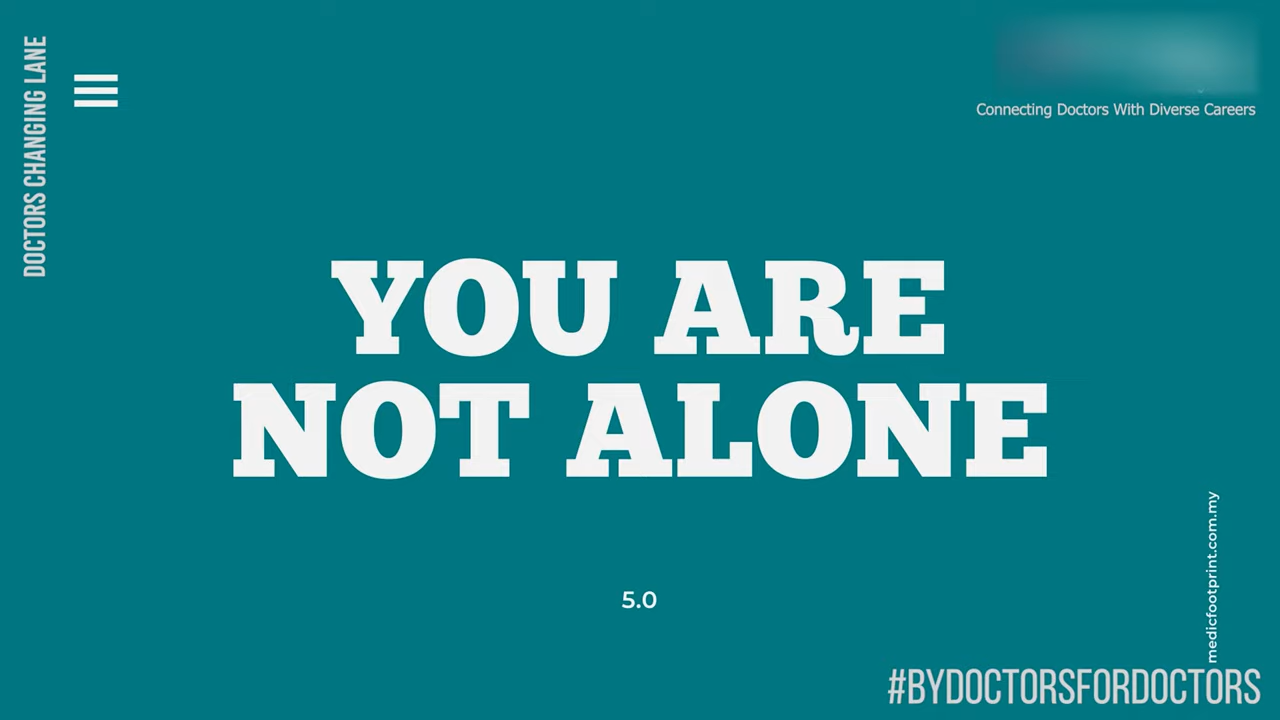 DOCTORS CHANGING LANE
Connecting Doctors With Diverse Careers
YOU ARE
NOT ALONE
5.0
medicfootprint.com.my
#BYDOCTORSFORDOCTORS